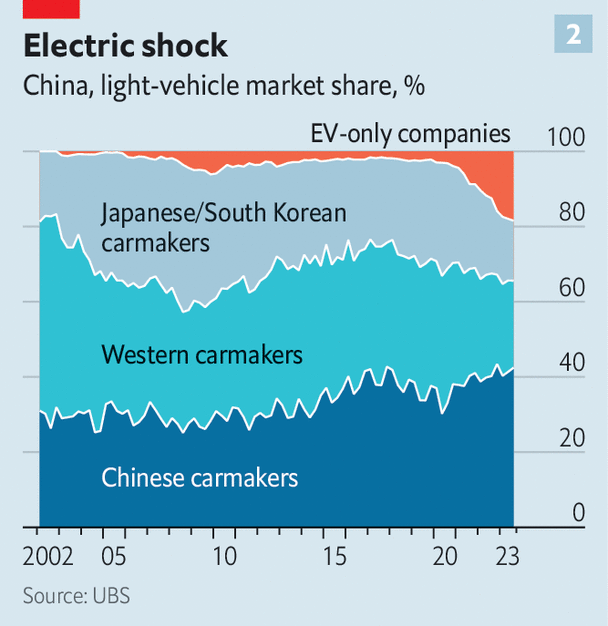 2
Electric shock
China, light-vehicle market share, %
EV-only companies
100
Japanese/South Korean
carmakers
80
60
Western carmakers
40
20
Chinese carmakers
0
2002 05 10 15 20 23
Source: UBS